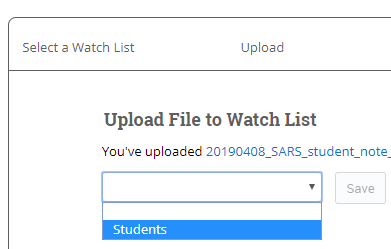 Select a Watch List Upload
Upload File to Watch List
You've uploaded 20190408_SARS_student_note_
Save
Students